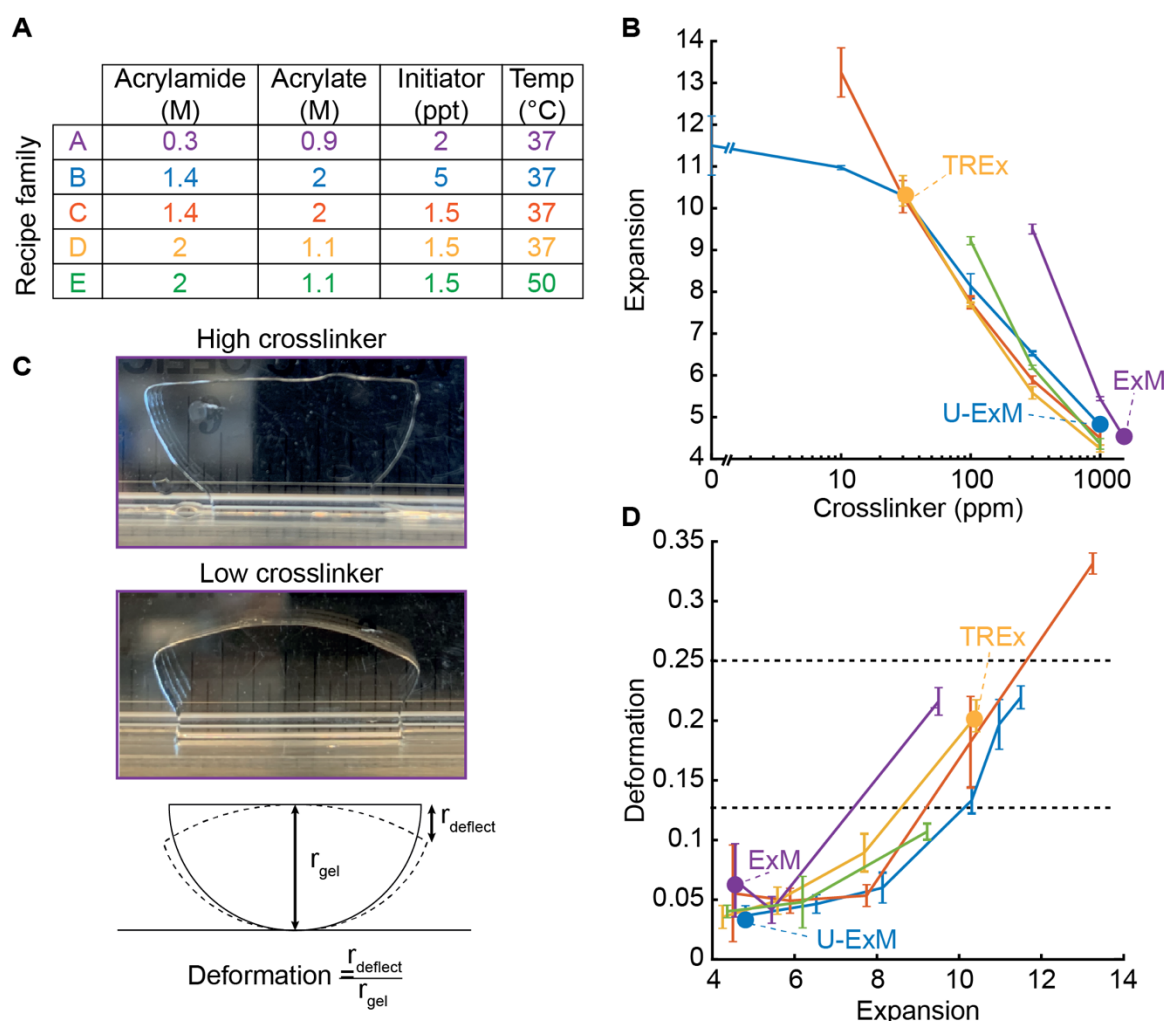 A
Acrylamide (M) Acrylate (M) Initiator (ppt) Temp (°C)
Recipe family
A 0.3 0.9 2 37
B 1.4 2 5 37
C 1.4 2 1.5 37
D 2 1.1 1.5 37
E 2 1.1 1.5 50
B
14
13
12
11
10
9
8
7
6
5
4
Expansion
TREx
U-ExM
ExM
0 10 100 1000
Crosslinker (ppm)
C
High crosslinker
Low crosslinker
r_deflect
r_gel
Deformation = r_deflect / r_gel
D
0.35
0.3
0.25
0.2
0.15
0.1
0.05
0
Deformation
TREx
ExM
U-ExM
4 6 8 10 12 14
Expansion